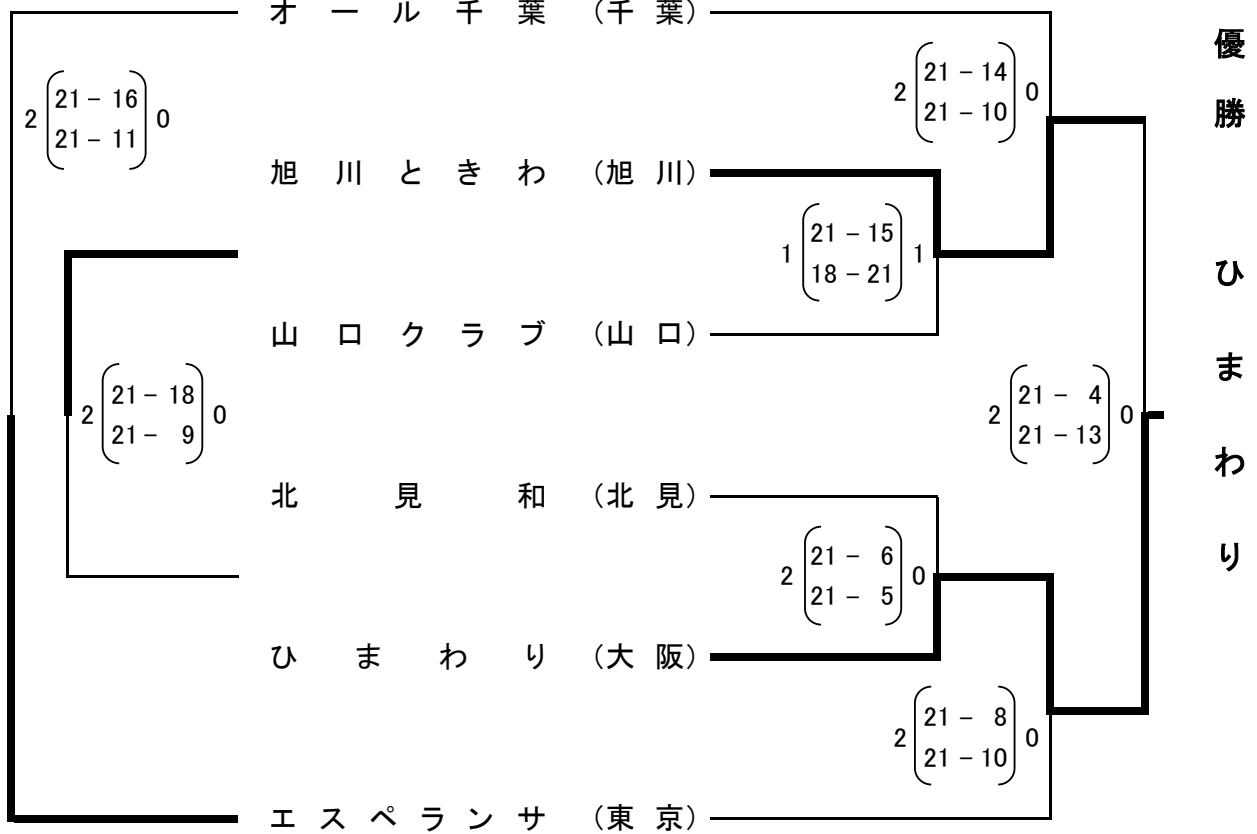 オール千葉 (千葉)
2 21 - 16 0
21 - 11
2 21 - 14 0
21 - 10
旭川ときわ (旭川)
1 21 - 15 1
18 - 21
山口クラブ (山口)
2 21 - 18 0
21 - 9
2 21 - 4 0
21 - 13
北見和 (北見)
2 21 - 6 0
21 - 5
ひまわり (大阪)
2 21 - 8 0
21 - 10
エスペランサ (東京)
優勝 ひまわり